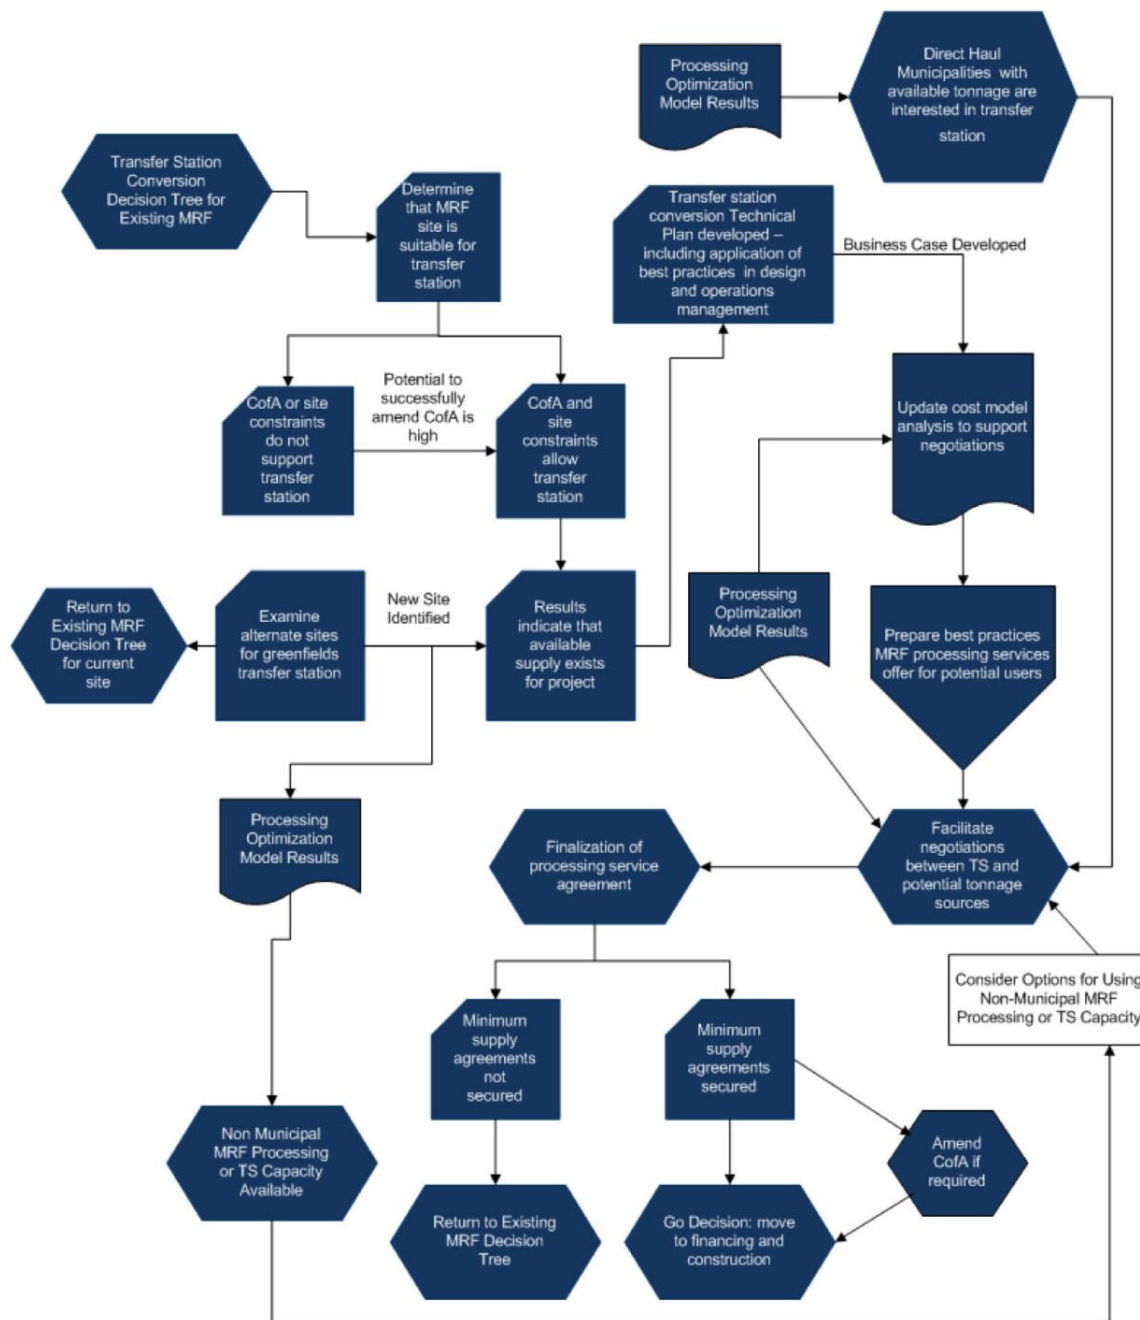 Processing
Optimization
Model Results
Direct Haul
Municipalities with
available tonnage are
interested in transfer
station
Transfer Station
Conversion
Decision Tree for
Existing MRF
Determine
that MRF
site is
suitable for
transfer
station
Transfer station
conversion Technical
Plan developed –
including application of
best practices in design
and operations
management
Business Case Developed
CofA or site
constraints
do not
support
transfer
station
Potential to
successfully
amend CofA is
high
CofA and
site
constraints
allow
transfer
station
Update cost model
analysis to support
negotiations
Return to
Existing MRF
Decision Tree
for current
site
Examine
alternate sites
for greenfields
transfer station
New Site
Identified
Results
indicate that
available
supply exists
for project
Processing
Optimization
Model Results
Prepare best practices
MRF processing services
offer for potential users
Processing
Optimization
Model Results
Finalization of
processing service
agreement
Facilitate
negotiations
between TS and
potential tonnage
sources
Consider Options for Using
Non-Municipal MRF
Processing or TS Capacity
Minimum
supply
agreements
not
secured
Minimum
supply
agreements
secured
Non Municipal
MRF Processing
or TS Capacity
Available
Amend
CofA if
required
Return to Existing
MRF Decision
Tree
Go Decision: move
to financing and
construction